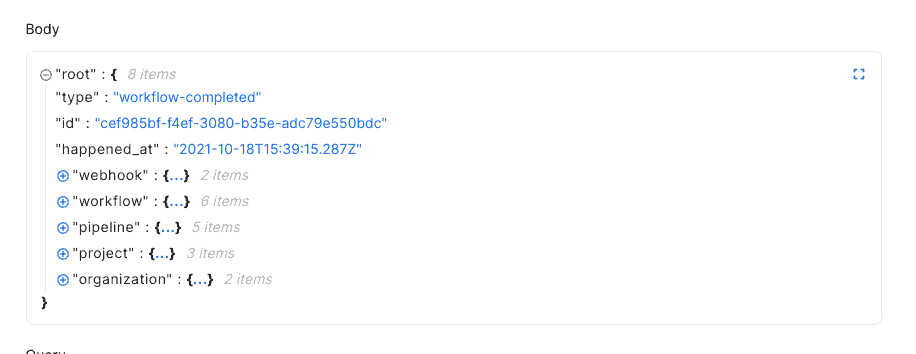 Body
"root" : { 8 items
"type" : "workflow-completed"
"id" : "cef985bf-f4ef-3080-b35e-adc79e550bdc"
"happened_at" : "2021-10-18T15:39:15.287Z"
"webhook" : {...} 2 items
"workflow" : {...} 6 items
"pipeline" : {...} 5 items
"project" : {...} 3 items
"organization" : {...} 2 items
}
Query